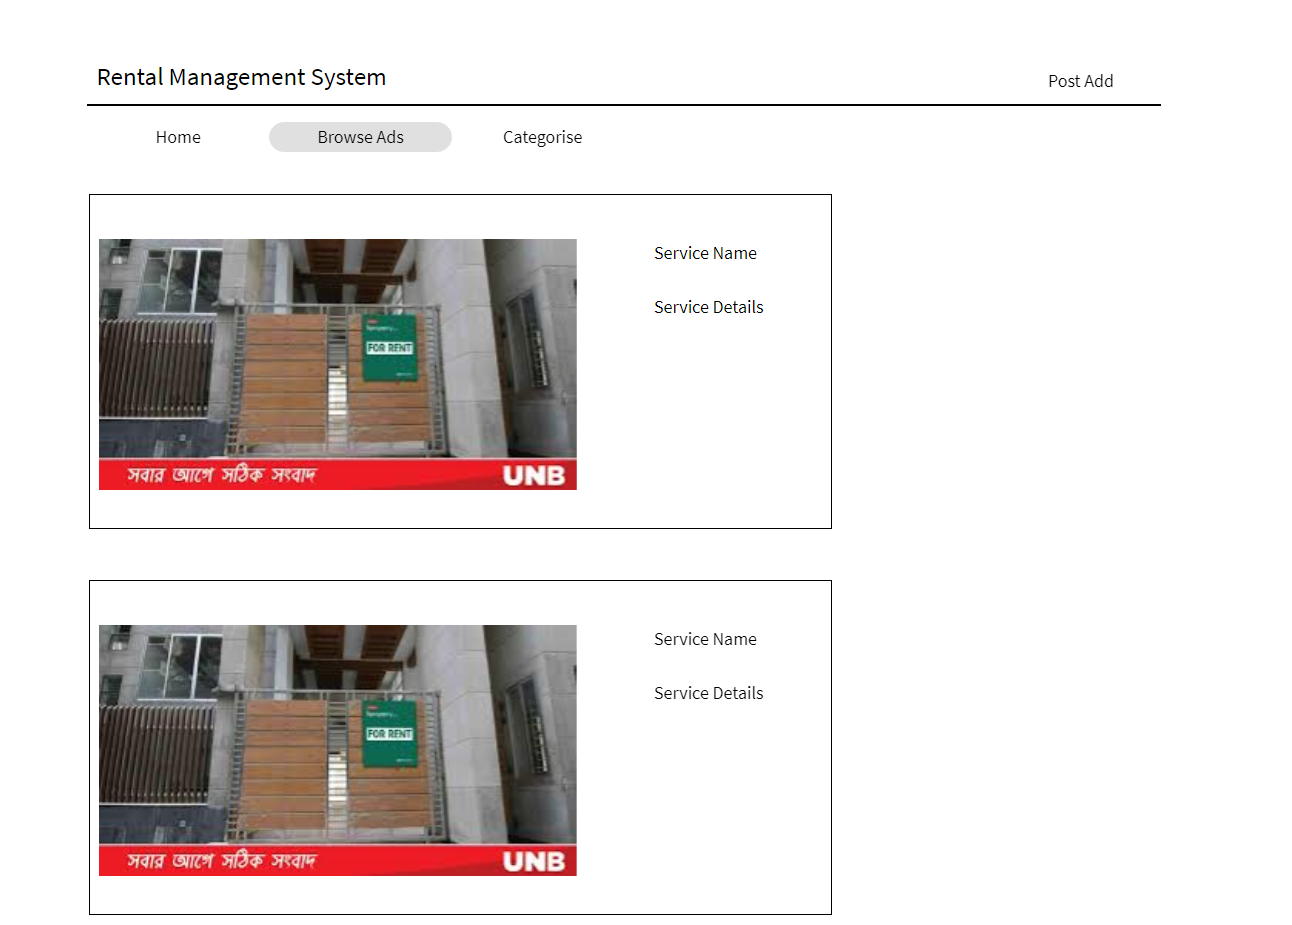 Rental Management System
Post Add
Home
Browse Ads
Categorise
Service Name
Service Details
FOR RENT
সবার আগে সঠিক সংবাদ
UNB
Service Name
Service Details
FOR RENT
সবার আগে সঠিক সংবাদ
UNB